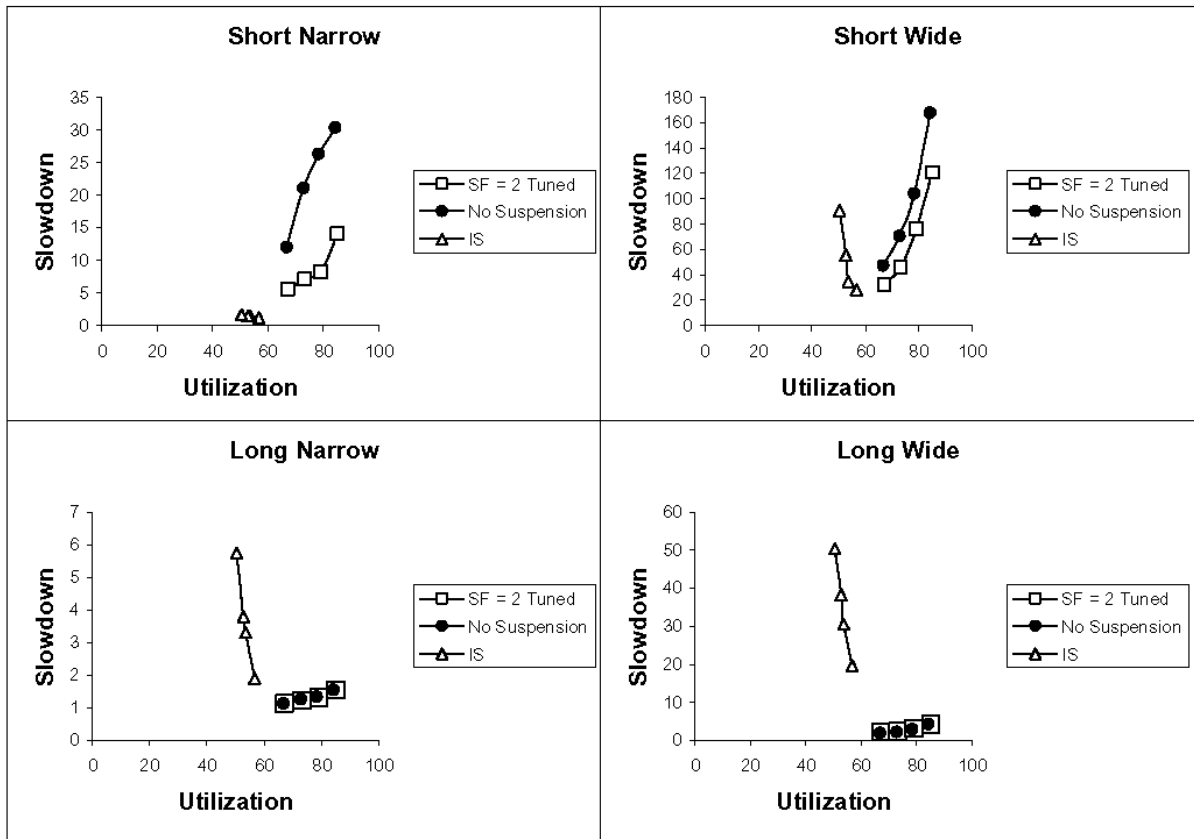 Short Narrow
Slowdown
35
30
25
20
15
10
5
0
0 20 40 60 80 100
Utilization
SF = 2 Tuned
No Suspension
IS
Short Wide
Slowdown
180
160
140
120
100
80
60
40
20
0
0 20 40 60 80 100
Utilization
SF = 2 Tuned
No Suspension
IS
Long Narrow
Slowdown
7
6
5
4
3
2
1
0
0 20 40 60 80 100
Utilization
SF = 2 Tuned
No Suspension
IS
Long Wide
Slowdown
60
50
40
30
20
10
0
0 20 40 60 80 100
Utilization
SF = 2 Tuned
No Suspension
IS